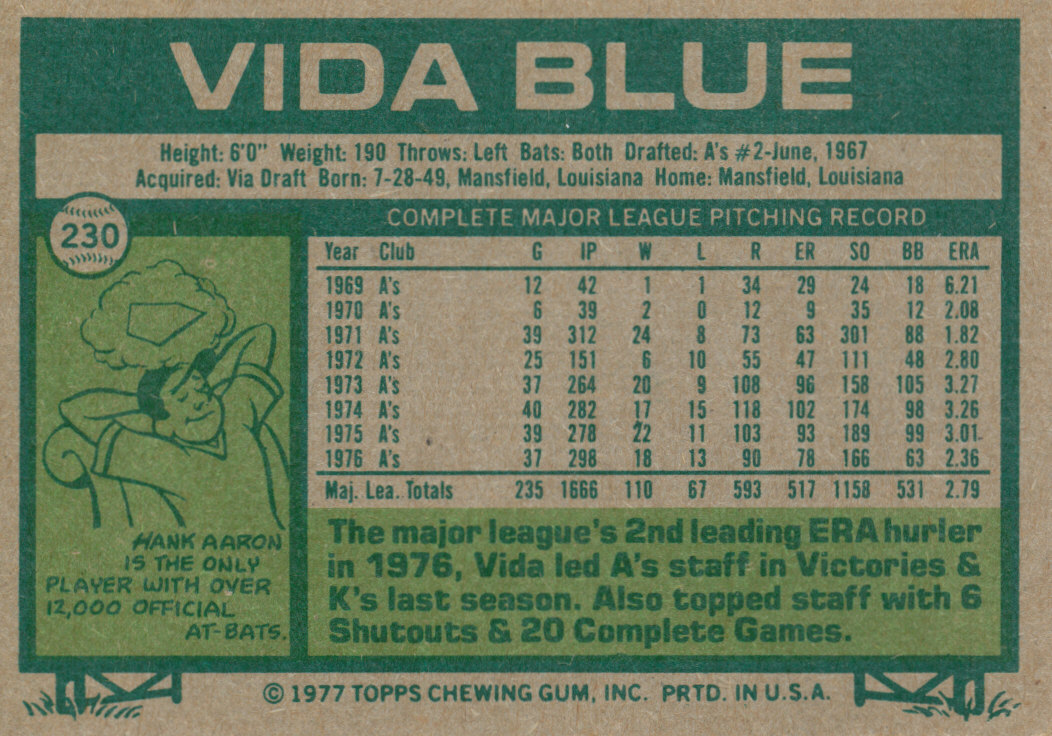 VIDA BLUE
Height: 6'0" Weight: 190 Throws: Left Bats: Both Drafted: A's #2-June, 1967
Acquired: Via Draft Born: 7-28-49, Mansfield, Louisiana Home: Mansfield, Louisiana
230
COMPLETE MAJOR LEAGUE PITCHING RECORD
Year Club G IP W L R ER SO BB ERA
1969 A's 12 42 1 1 34 29 24 18 6.21
1970 A's 6 39 2 0 12 9 35 12 2.08
1971 A's 39 312 24 8 73 63 301 88 1.82
1972 A's 25 151 6 10 55 47 111 48 2.80
1973 A's 37 264 20 9 108 96 158 105 3.27
1974 A's 40 282 17 15 118 102 174 98 3.26
1975 A's 39 278 22 11 103 93 189 99 3.01
1976 A's 37 298 18 13 90 78 166 63 2.36
Maj. Lea. Totals 235 1666 110 67 593 517 1158 531 2.79
HANK AARON
IS THE ONLY
PLAYER WITH OVER
12,000 OFFICIAL
AT-BATS.
The major league's 2nd leading ERA hurler
in 1976, Vida led A's staff in Victories &
K's last season. Also topped staff with 6
Shutouts & 20 Complete Games.
© 1977 TOPPS CHEWING GUM, INC. PRTD. IN U.S.A.